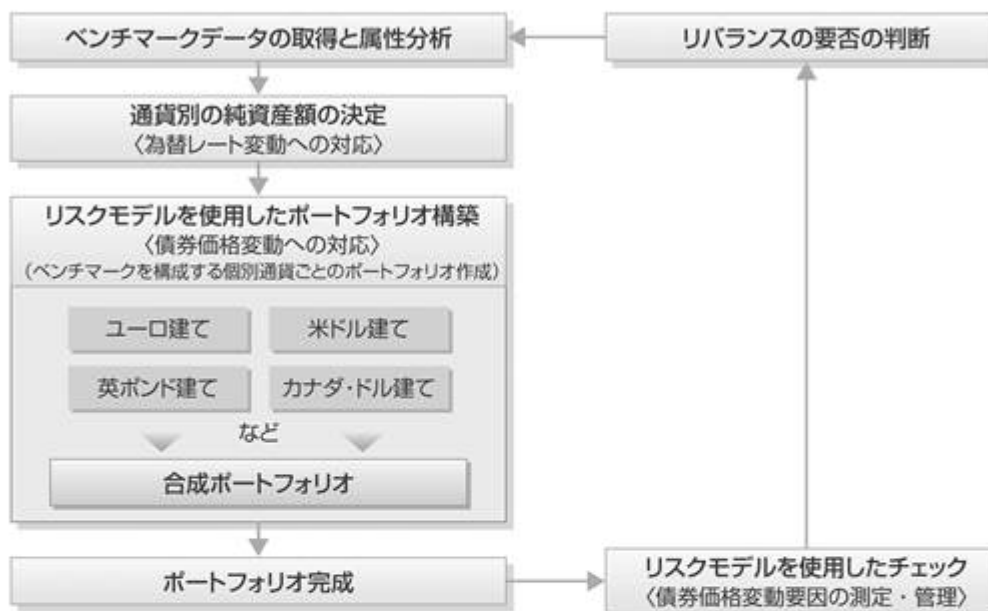 ベンチマークデータの取得と属性分析
リバランスの要否の判断
通貨別の純資産額の決定
〈為替レート変動への対応〉
リスクモデルを使用したポートフォリオ構築
〈債券価格変動への対応〉
(ベンチマークを構成する個別通貨ごとのポートフォリオ作成)
ユーロ建て
米ドル建て
英ポンド建て
カナダ・ドル建て
など
合成ポートフォリオ
ポートフォリオ完成
リスクモデルを使用したチェック
〈債券価格変動要因の測定・管理〉